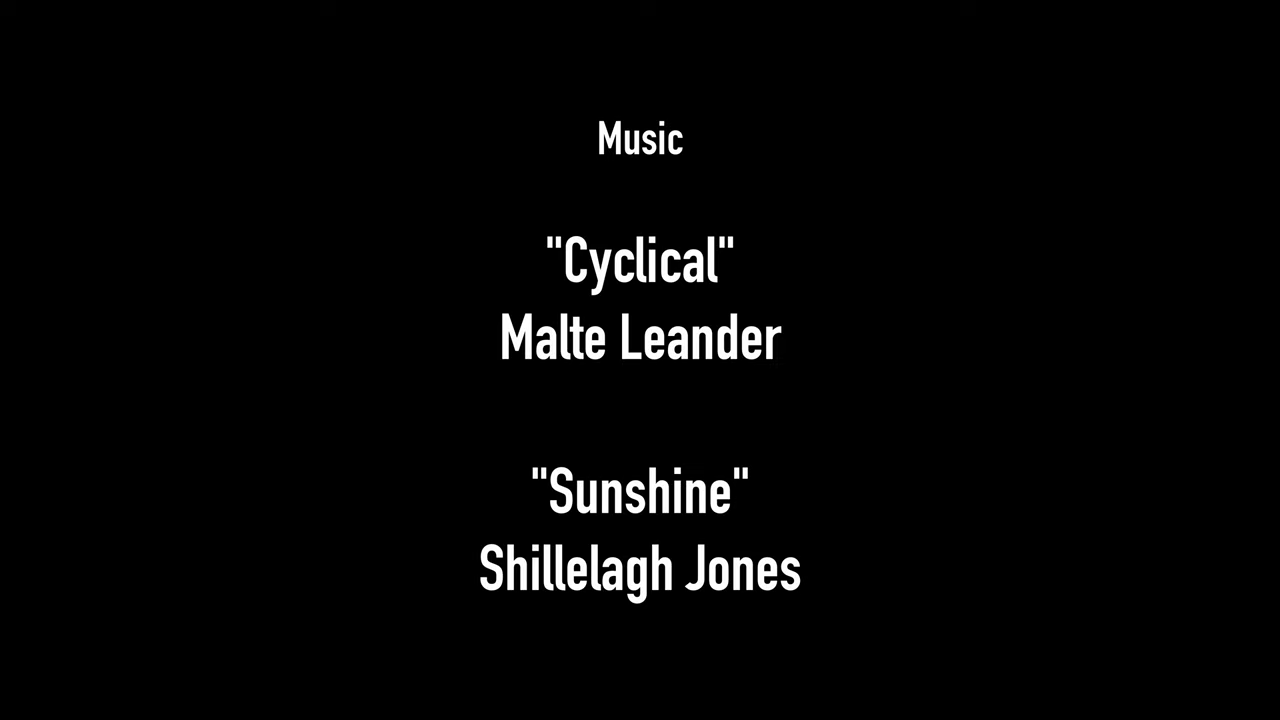 Music
"Cyclical"
Malte Leander
"Sunshine"
Shillelagh Jones